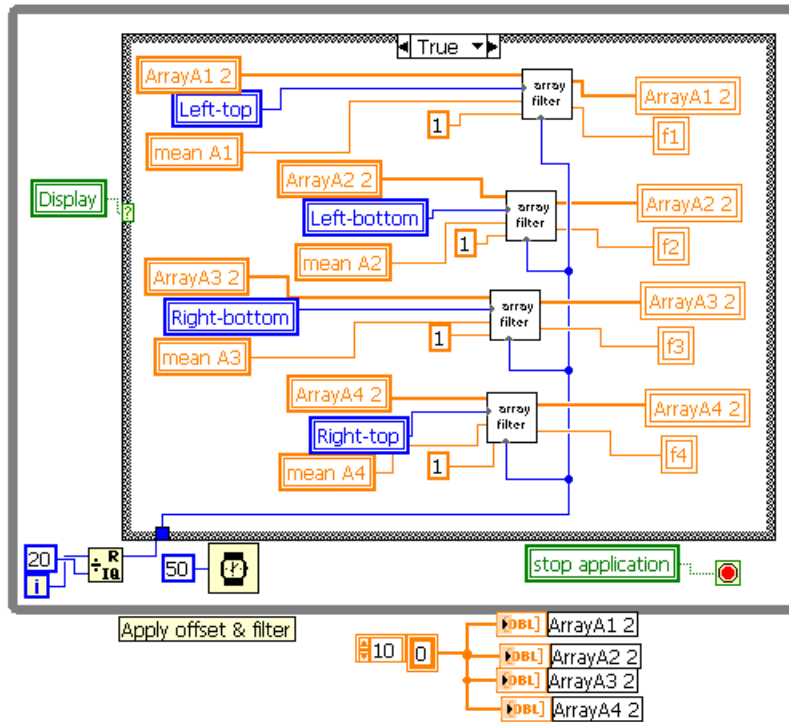 True
ArrayA1 2
Left-top
mean A1
1
array
filter
ArrayA1 2
f1
Display
?
ArrayA2 2
Left-bottom
mean A2
1
array
filter
ArrayA2 2
f2
ArrayA3 2
Right-bottom
mean A3
1
array
filter
ArrayA3 2
f3
ArrayA4 2
Right-top
mean A4
1
array
filter
ArrayA4 2
f4
20
i
÷ R
IQ
50
stop application
Apply offset & filter
10 0
DBL] ArrayA1 2
DBL] ArrayA2 2
DBL] ArrayA3 2
DBL] ArrayA4 2